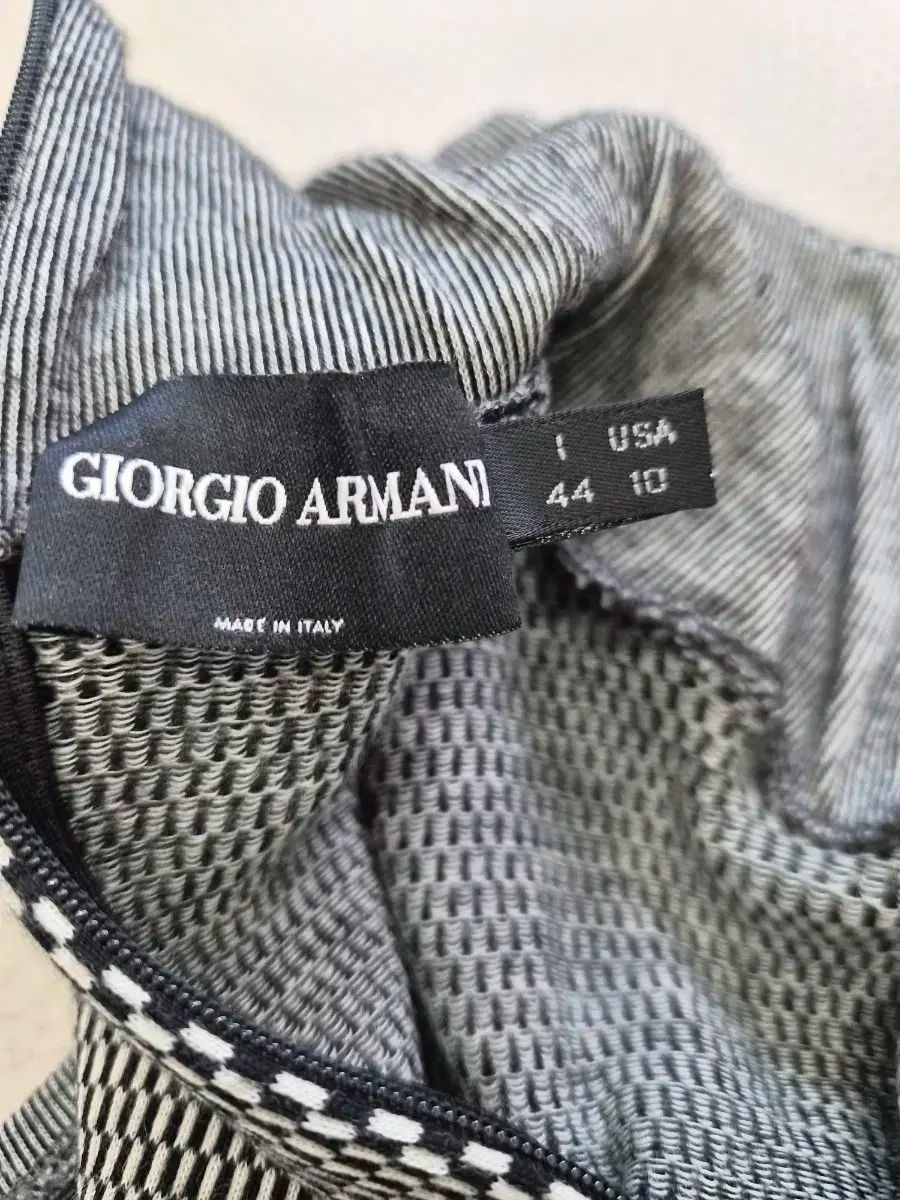 GIORGIO ARMANI
MADE IN ITALY
I USA
44 10